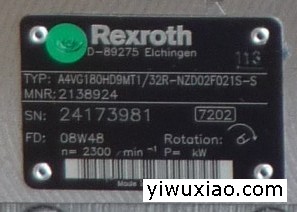 Rexroth
D-89275 Elchingen
113
TYP: A4VG180HD9MT1/32R-NZD02F021S-S
MNR: 2138924
SN: 24173981 7202
FD: 08W48 Rotation:
n= 2300 min⁻¹ P= kW
yiwuxiao.com